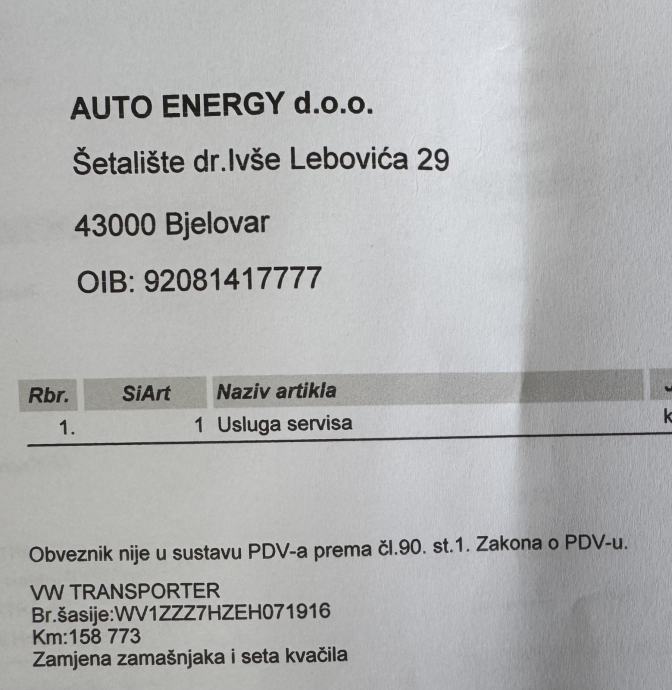 AUTO ENERGY d.o.o.
Šetalište dr.Ivše Lebovića 29
43000 Bjelovar
OIB: 92081417777
Rbr. SiArt Naziv artikla
1. 1 Usluga servisa
Obveznik nije u sustavu PDV-a prema čl.90. st.1. Zakona o PDV-u.
VW TRANSPORTER
Br.šasije:WV1ZZZ7HZEH071916
Km:158 773
Zamjena zamašnjaka i seta kvačila